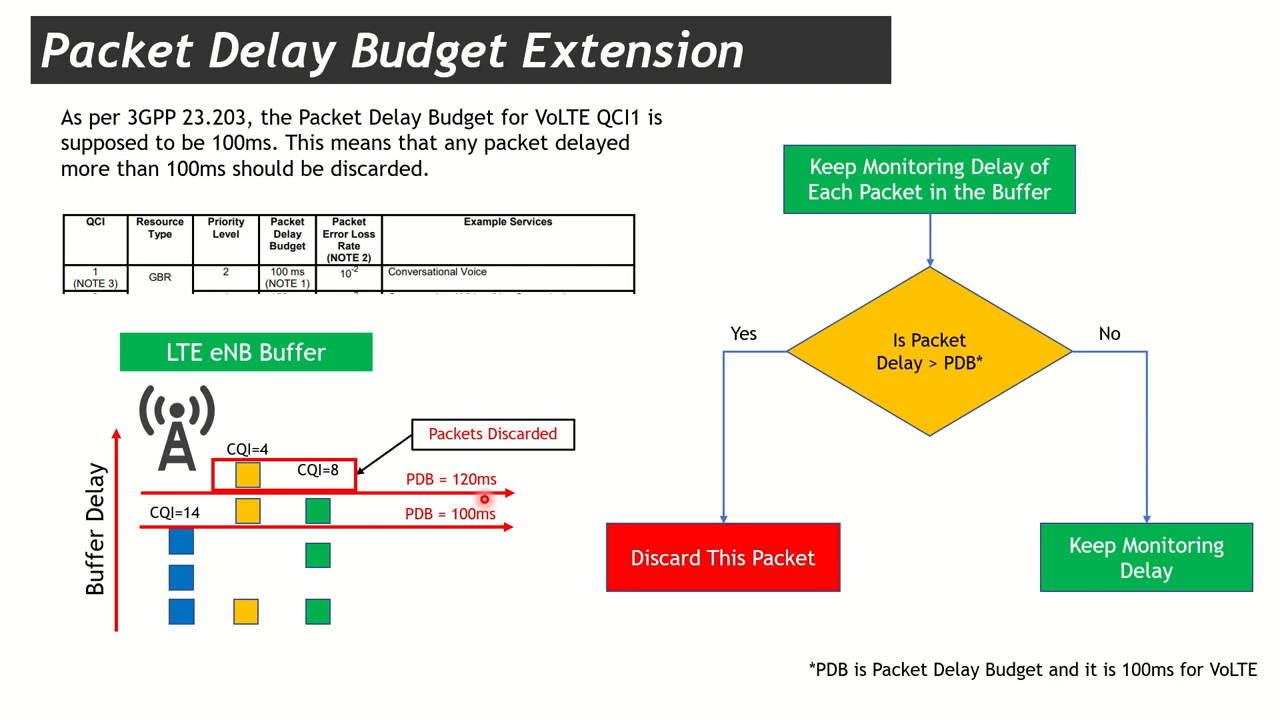 Packet Delay Budget Extension
As per 3GPP 23.203, the Packet Delay Budget for VoLTE QCI1 is
supposed to be 100ms. This means that any packet delayed
more than 100ms should be discarded.
QCI Resource Type Priority Level Packet Delay Budget Packet Error Loss Rate (NOTE 2) Example Services
1 (NOTE 3) GBR 2 100 ms (NOTE 1) 10-2 Conversational Voice
LTE eNB Buffer
Buffer Delay
CQI=4
CQI=8
CQI=14
Packets Discarded
PDB = 120ms
PDB = 100ms
Keep Monitoring Delay of
Each Packet in the Buffer
Is Packet
Delay > PDB*
Yes
No
Discard This Packet
Keep Monitoring
Delay
*PDB is Packet Delay Budget and it is 100ms for VoLTE